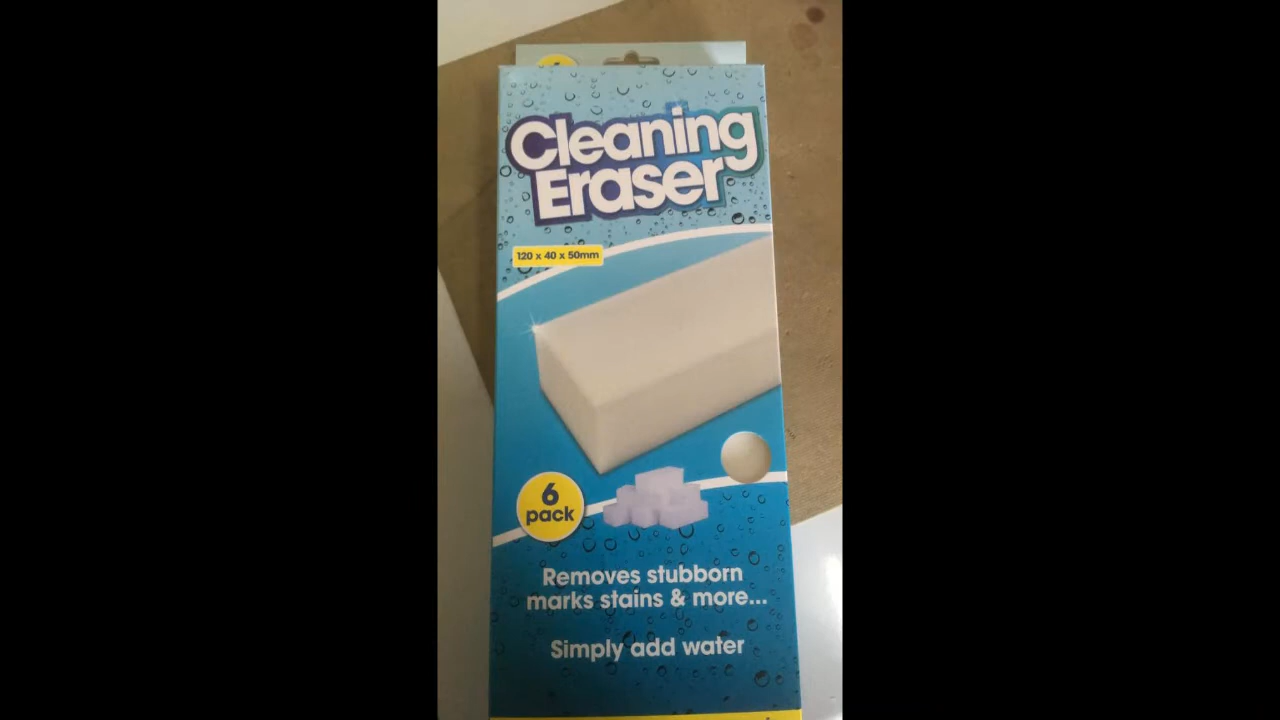 Cleaning
Eraser
120 x 40 x 50mm
6
pack
Removes stubborn
marks stains & more...
Simply add water